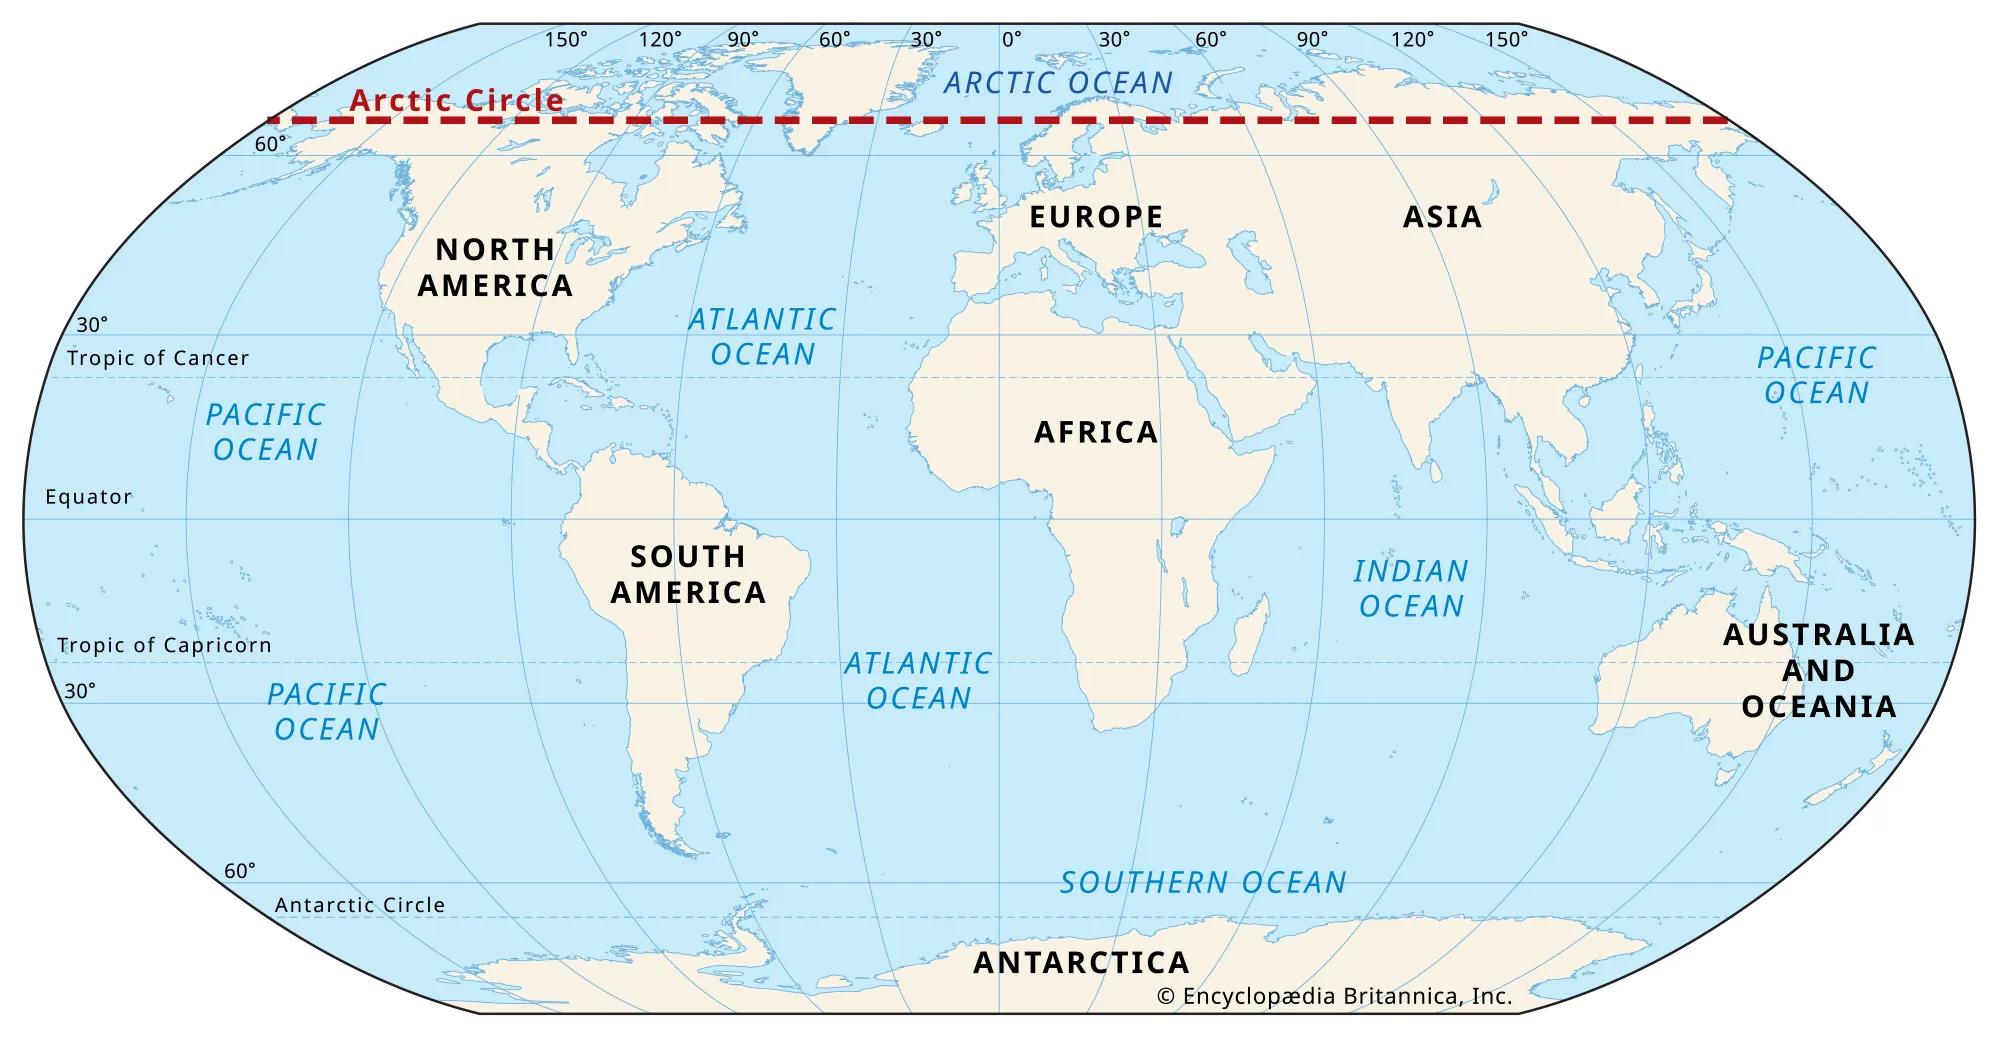 150° 120° 90° 60° 30° 0° 30° 60° 90° 120° 150°
ARCTIC OCEAN
Arctic Circle
60°
EUROPE
ASIA
NORTH
AMERICA
ATLANTIC
OCEAN
30°
Tropic of Cancer
PACIFIC
OCEAN
PACIFIC
OCEAN
AFRICA
Equator
SOUTH
AMERICA
INDIAN
OCEAN
AUSTRALIA
AND
OCEANIA
Tropic of Capricorn
ATLANTIC
OCEAN
30°
PACIFIC
OCEAN
60°
SOUTHERN OCEAN
Antarctic Circle
ANTARCTICA
© Encyclopædia Britannica, Inc.